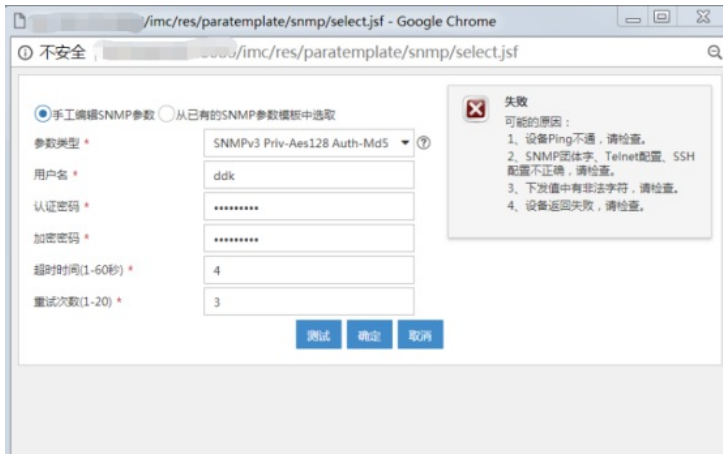 /imc/res/paratemplate/snmp/select.jsf - Google Chrome
不安全 /imc/res/paratemplate/snmp/select.jsf
手工编辑SNMP参数 从已有的SNMP参数模板中选取
参数类型 * SNMPv3 Priv-Aes128 Auth-Md5
用户名 * ddk
认证密码 * •••••••••
加密密码 * •••••••••
超时时间(1-60秒) * 4
重试次数(1-20) * 3
测试 确定 取消
失败
可能的原因：
1、设备Ping不通，请检查。
2、SNMP团体字、Telnet配置、SSH
配置不正确，请检查。
3、下发值中有非法字符，请检查。
4、设备返回失败，请检查。